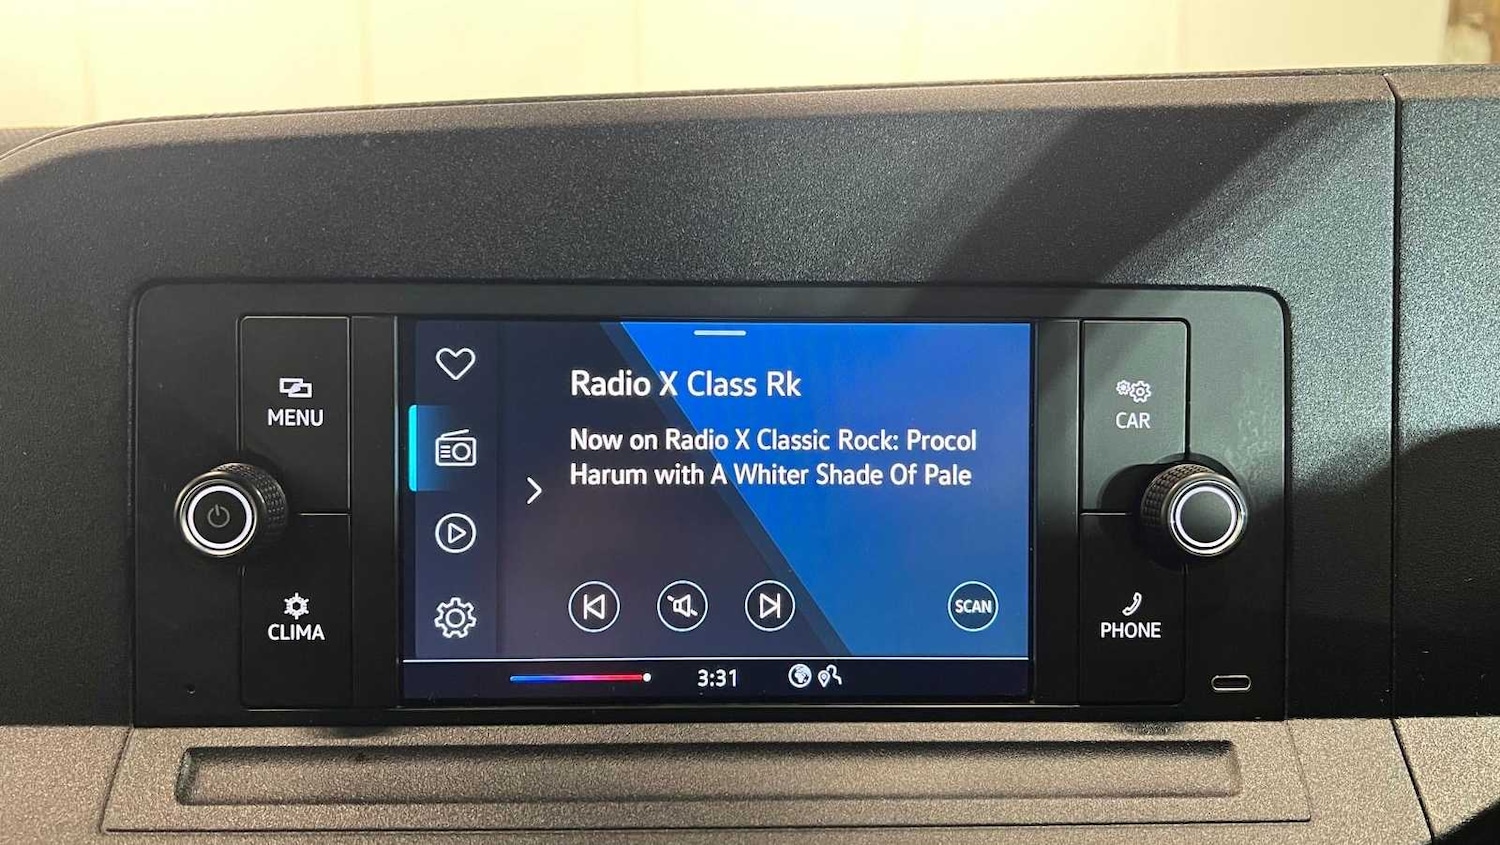 MENU
CLIMA
Radio X Class Rk
Now on Radio X Classic Rock: Procol
Harum with A Whiter Shade Of Pale
SCAN
3:31
CAR
PHONE